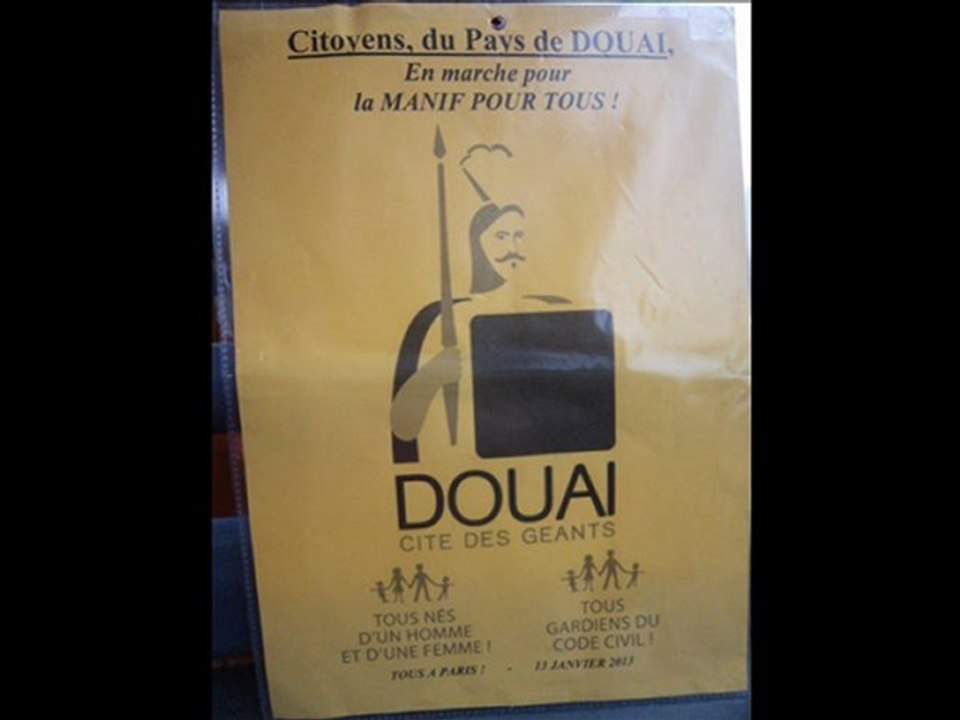 Citoyens, du Pays de DOUAI,
En marche pour
la MANIF POUR TOUS !
DOUAI
CITE DES GEANTS
TOUS NÉS
D'UN HOMME
ET D'UNE FEMME !
TOUS
GARDIENS DU
CODE CIVIL !
TOUS A PARIS ! - 13 JANVIER 2013